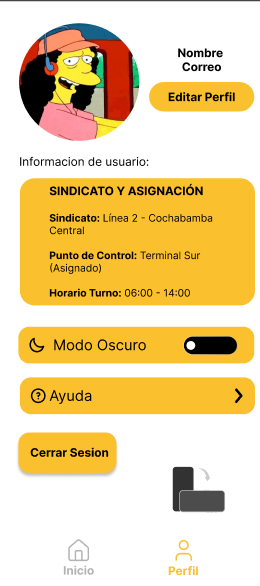 Nombre
Correo
Editar Perfil
Informacion de usuario:
SINDICATO Y ASIGNACIÓN
Sindicato: Línea 2 - Cochabamba
Central
Punto de Control: Terminal Sur
(Asignado)
Horario Turno: 06:00 - 14:00
Modo Oscuro
Ayuda
Cerrar Sesion
Inicio
Perfil